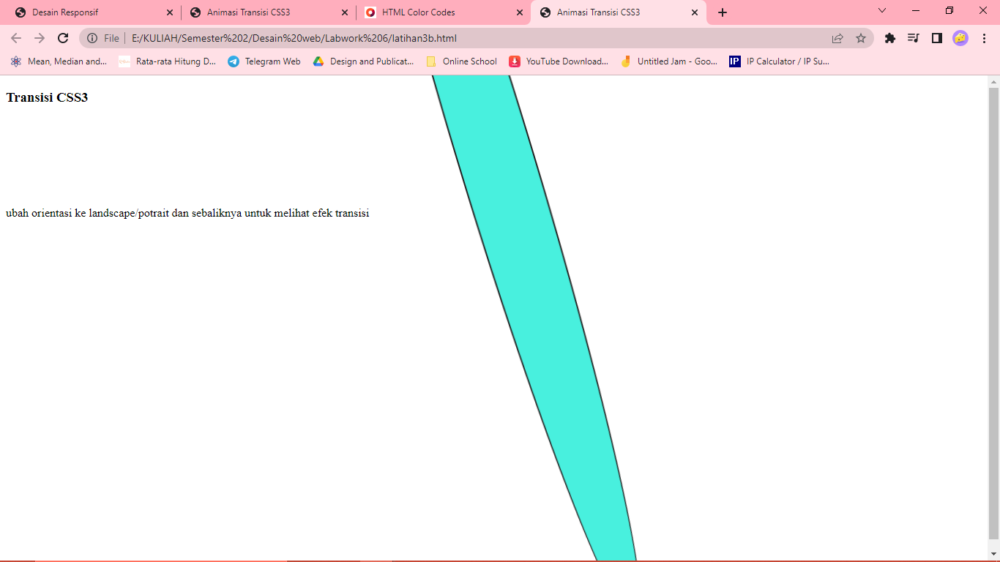 Desain Responsif
Animasi Transisi CSS3
HTML Color Codes
Animasi Transisi CSS3
File
E:/KULIAH/Semester%202/Desain%20web/Labwork%206/latihan3b.html
Mean, Median and...
Rata-rata Hitung D...
Telegram Web
Design and Publicat...
Online School
YouTube Download...
Untitled Jam - Goo...
IP
IP Calculator / IP Su...
Transisi CSS3
ubah orientasi ke landscape/potrait dan sebaliknya untuk melihat efek transisi